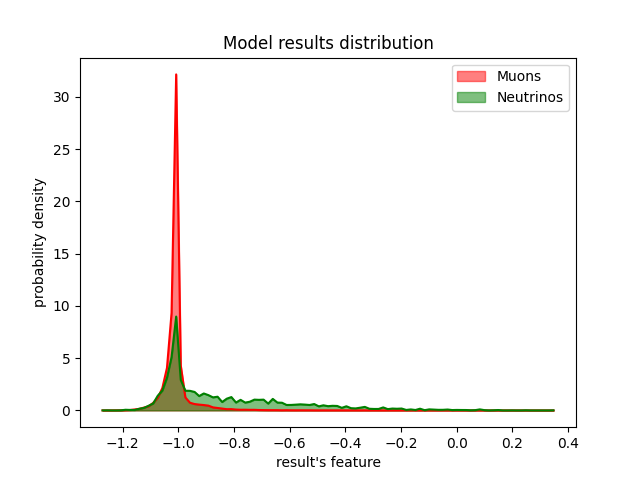 Model results distribution
Muons
Neutrinos
probability density
30
25
20
15
10
5
0
−1.2 −1.0 −0.8 −0.6 −0.4 −0.2 0.0 0.2 0.4
result's feature